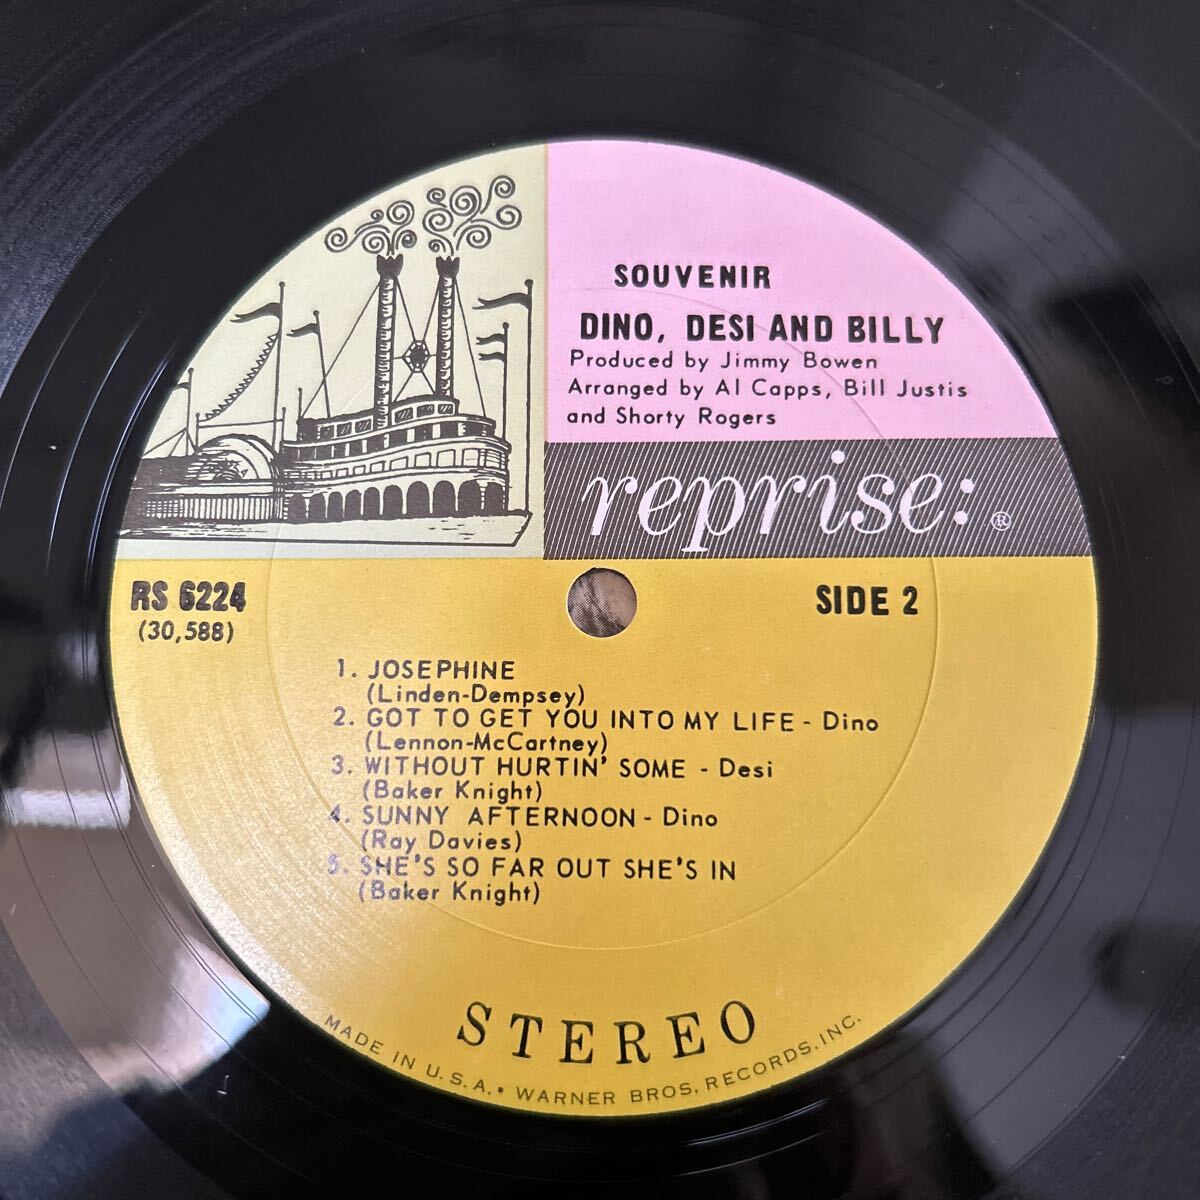 SOUVENIR
DINO, DESI AND BILLY
Produced by Jimmy Bowen
Arranged by Al Capps, Bill Justis
and Shorty Rogers
reprise: ®
RS 6224
(30,588)
SIDE 2
1. JOSEPHINE
(Linden-Dempsey)
2. GOT TO GET YOU INTO MY LIFE - Dino
(Lennon-McCartney)
3. WITHOUT HURTIN' SOME - Desi
(Baker Knight)
4. SUNNY AFTERNOON - Dino
(Ray Davies)
5. SHE'S SO FAR OUT SHE'S IN
(Baker Knight)
STEREO
MADE IN U.S.A. • WARNER BROS. RECORDS, INC.